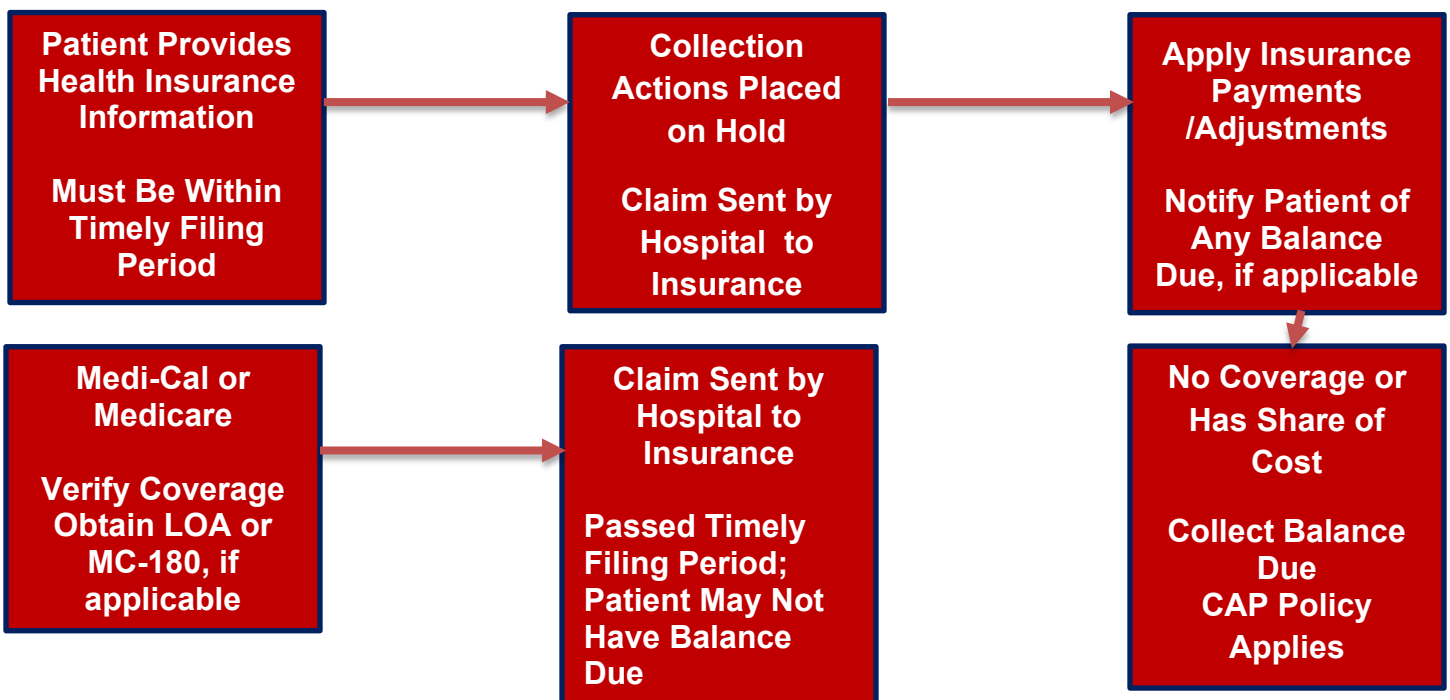 Patient Provides
Health Insurance
Information
Must Be Within
Timely Filing
Period
Collection
Actions Placed
on Hold
Claim Sent by
Hospital to
Insurance
Apply Insurance
Payments
/Adjustments
Notify Patient of
Any Balance
Due, if applicable
Medi-Cal or
Medicare
Verify Coverage
Obtain LOA or
MC-180, if
applicable
Claim Sent by
Hospital to
Insurance
Passed Timely
Filing Period;
Patient May Not
Have Balance
Due
No Coverage or
Has Share of
Cost
Collect Balance
Due
CAP Policy
Applies